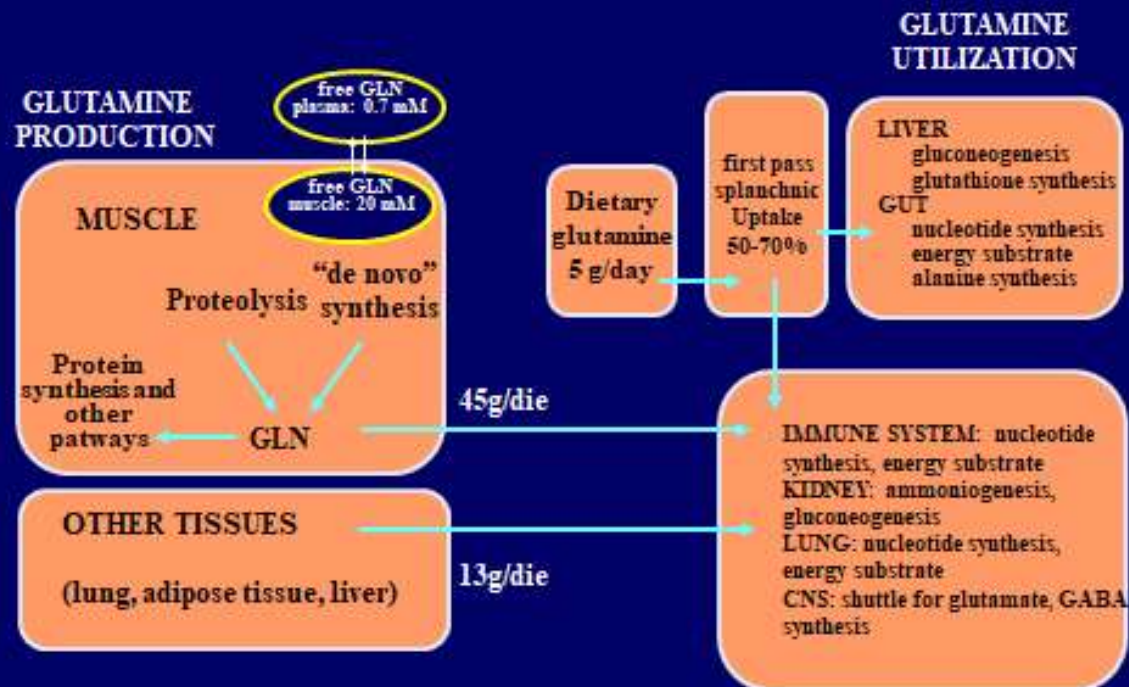 GLUTAMINE
PRODUCTION
free GLN
plasma: 0.7 mM
free GLN
muscle: 20 mM
MUSCLE
Proteolysis
“de novo”
synthesis
Protein
synthesis and
other
patways
GLN
45g/die
OTHER TISSUES
(lung, adipose tissue, liver)
13g/die
Dietary
glutamine
5 g/day
first pass
splanchnic
Uptake
50-70%
GLUTAMINE
UTILIZATION
LIVER
gluconeogenesis
glutathione synthesis
GUT
nucleotide synthesis
energy substrate
alanine synthesis
IMMUNE SYSTEM: nucleotide
synthesis, energy substrate
KIDNEY: ammoniogenesis,
gluconeogenesis
LUNG: nucleotide synthesis,
energy substrate
CNS: shuttle for glutamate, GABA
synthesis